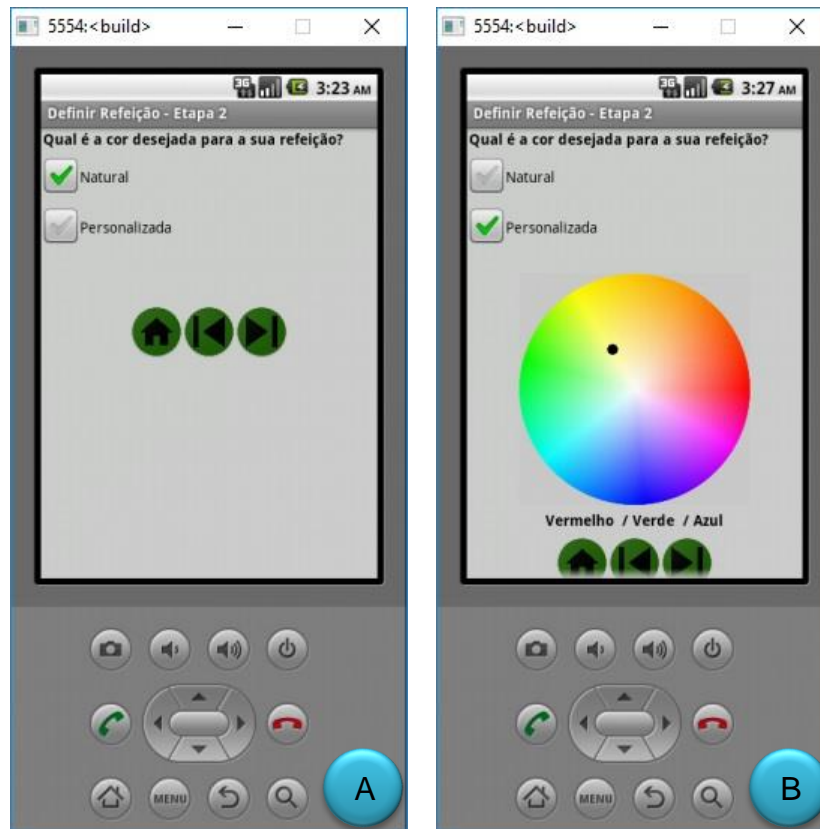 5554:<build>
3G 3:23 AM
Definir Refeição - Etapa 2
Qual é a cor desejada para a sua refeição?
Natural
Personalizada
MENU
A
5554:<build>
3G 3:27 AM
Definir Refeição - Etapa 2
Qual é a cor desejada para a sua refeição?
Natural
Personalizada
Vermelho / Verde / Azul
MENU
B